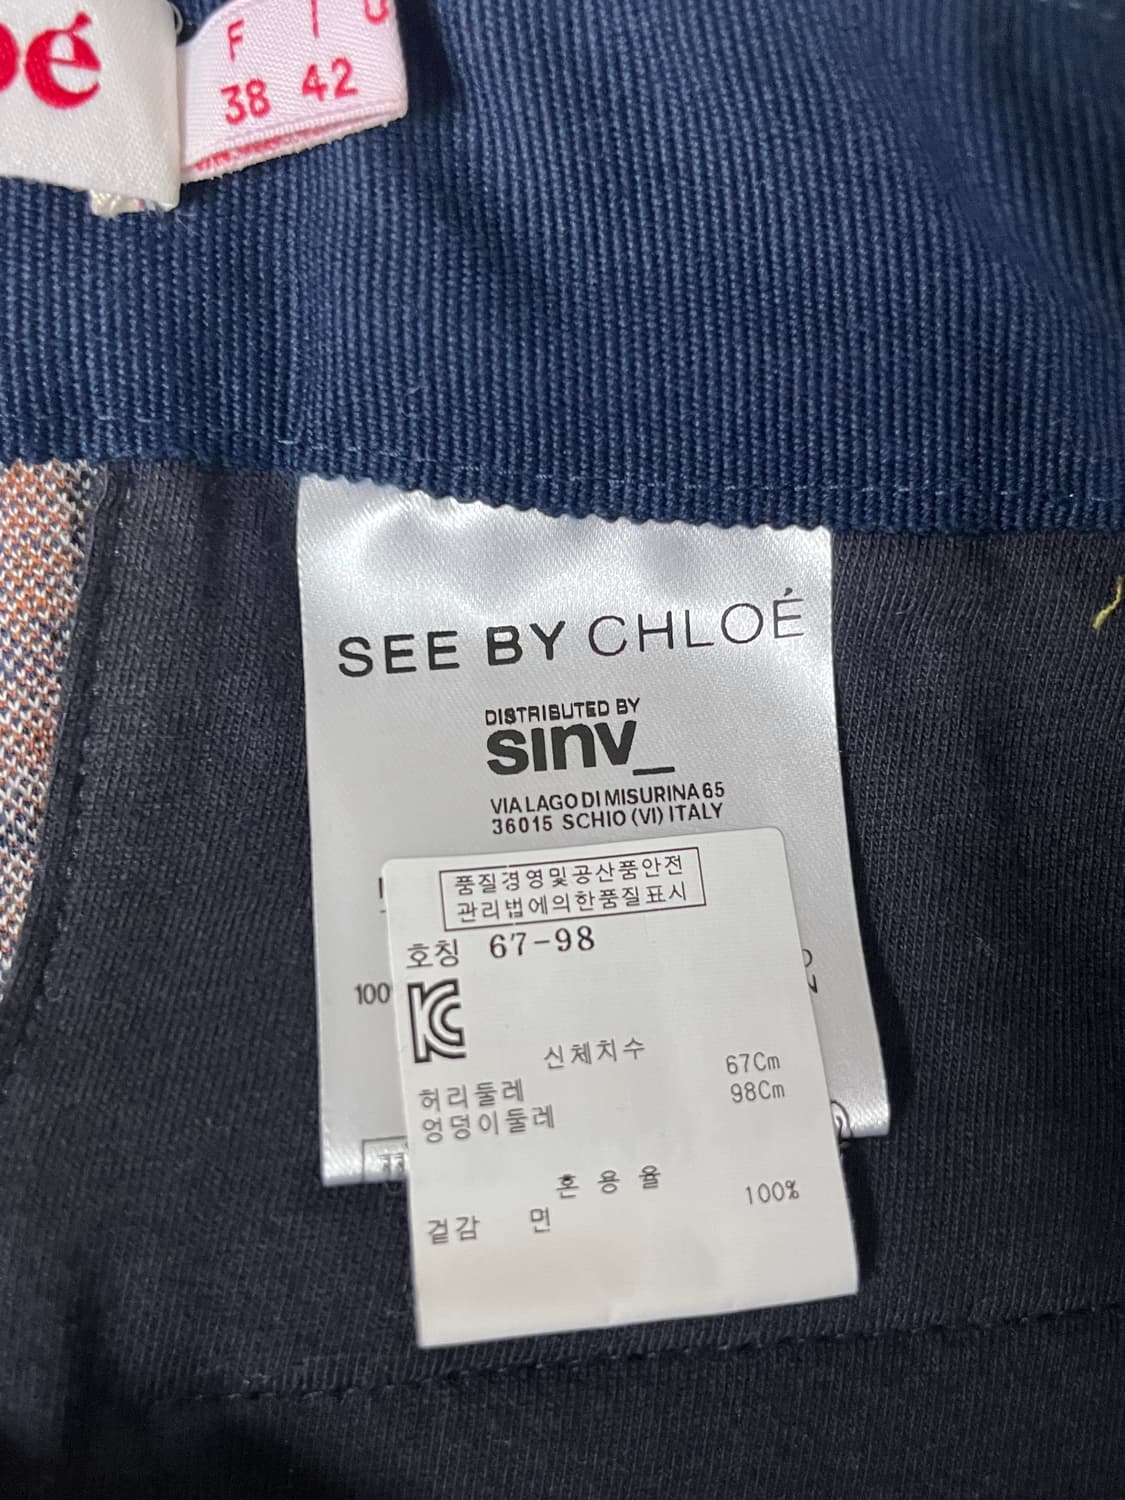 F I
38 42
SEE BY CHLOÉ
DISTRIBUTED BY
sinv_
VIA LAGO DI MISURINA 65
36015 SCHIO (VI) ITALY
품질경영및공산품안전
관리법에의한품질표시
호칭 67-98
100
신체치수
허리둘레 67Cm
엉덩이둘레 98Cm
혼 용 율
겉감 면 100%